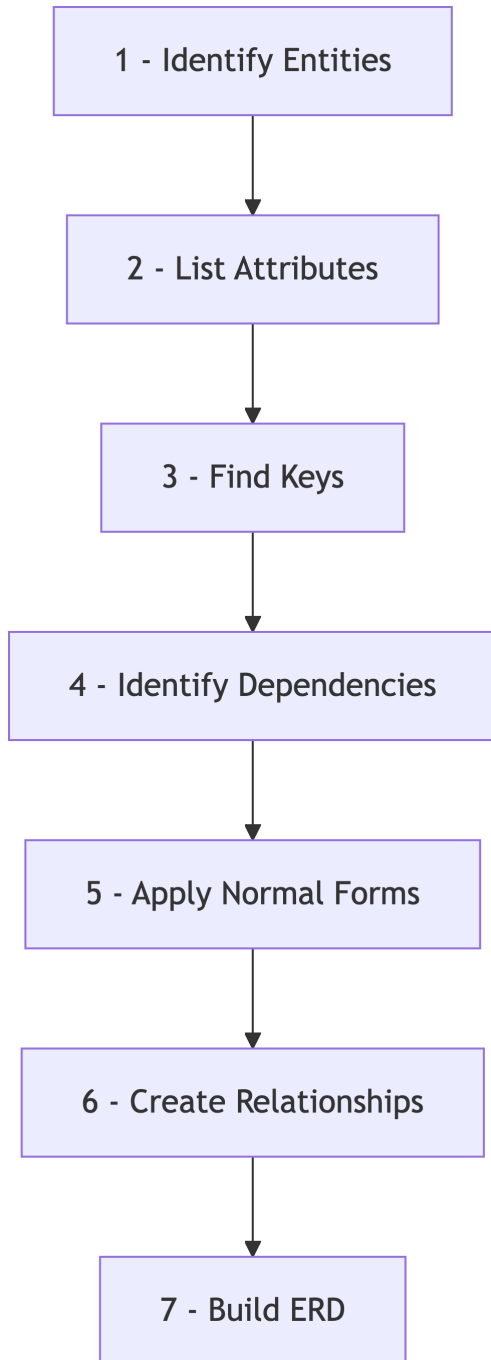 1 - Identify Entities
2 - List Attributes
3 - Find Keys
4 - Identify Dependencies
5 - Apply Normal Forms
6 - Create Relationships
7 - Build ERD